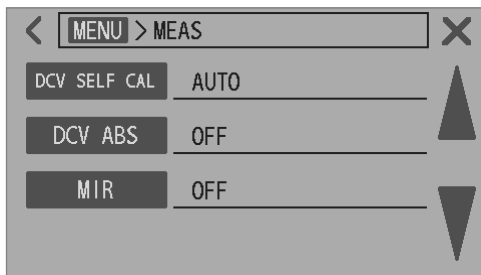 MENU > MEAS
DCV SELF CAL AUTO
DCV ABS OFF
MIR OFF